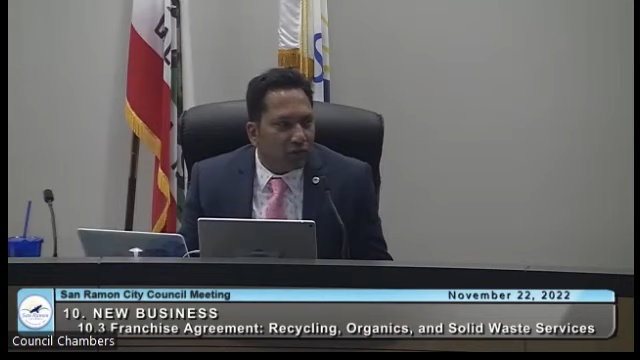 San Ramon City Council Meeting
November 22, 2022
10. NEW BUSINESS
10.3 Franchise Agreement: Recycling, Organics, and Solid Waste Services
Council Chambers